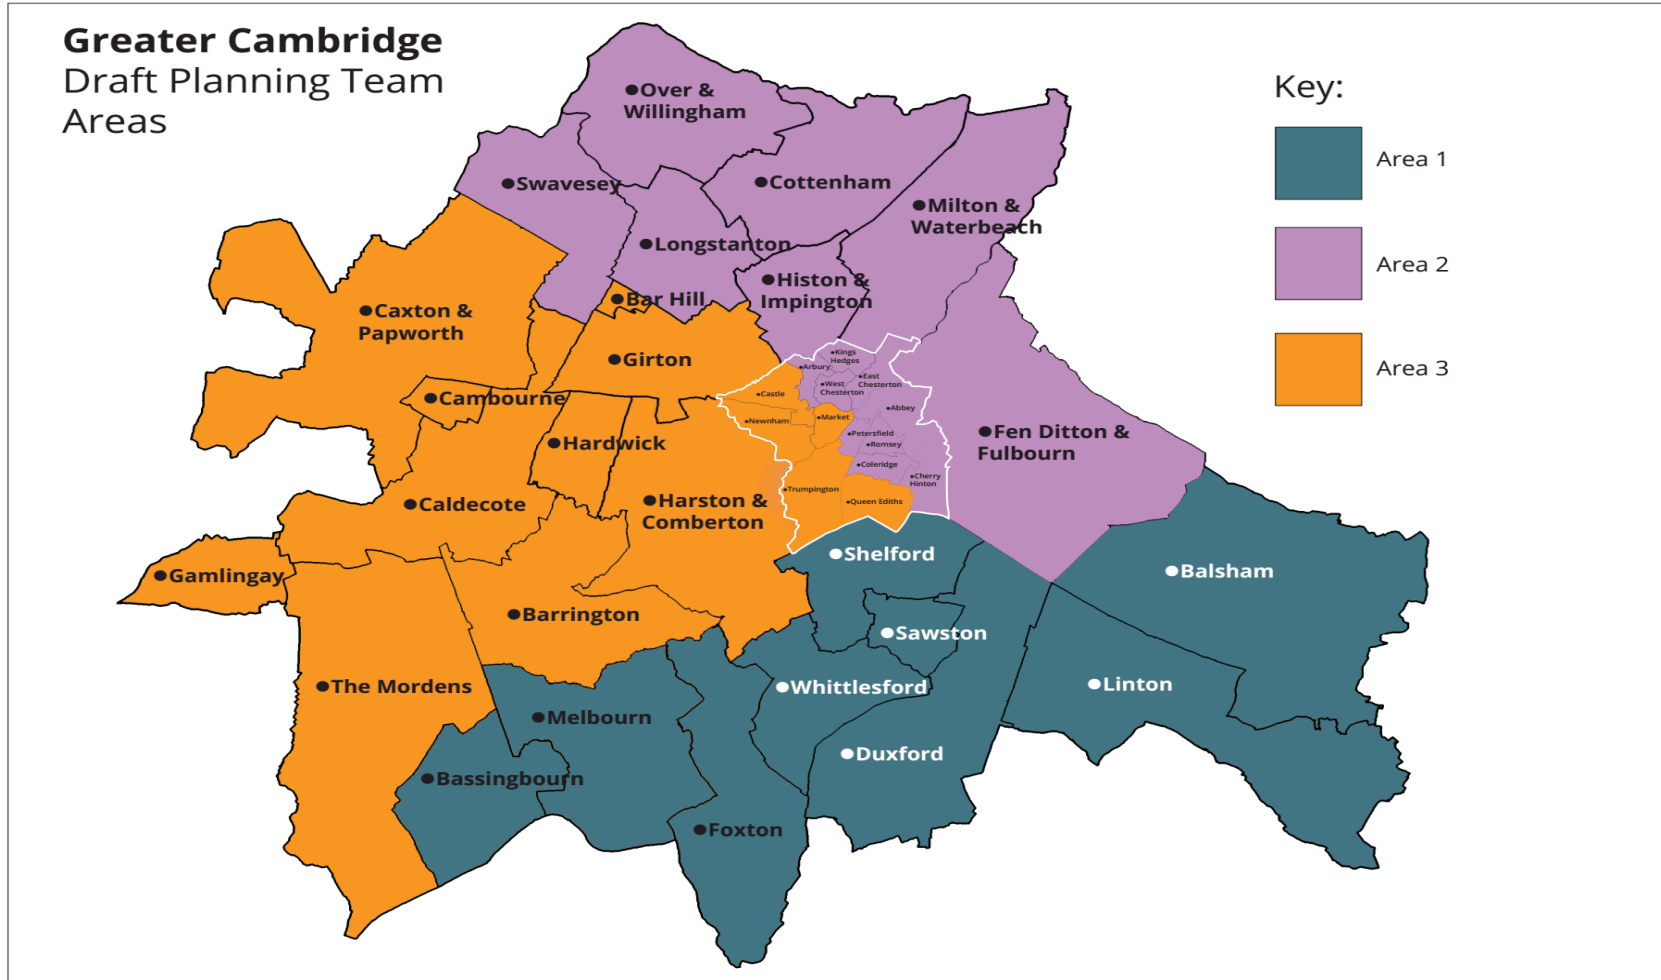 Greater Cambridge
Draft Planning Team
Areas
Key:
Area 1
Area 2
Area 3
Over &
Willingham
Swavesey
Cottenham
Milton &
Waterbeach
Longstanton
Histon &
Impington
Bar Hill
Caxton &
Papworth
Girton
Kings
Hedges
Arbury
West
Chesterton
East
Chesterton
Castle
Cambourne
Abbey
Newnham
Market
Petersfield
Romsey
Fen Ditton &
Fulbourn
Hardwick
Coleridge
Cherry
Hinton
Trumpington
Queen Ediths
Caldecote
Harston &
Comberton
Shelford
Balsham
Gamlingay
Barrington
Sawston
The Mordens
Whittlesford
Linton
Melbourn
Duxford
Bassingbourn
Foxton